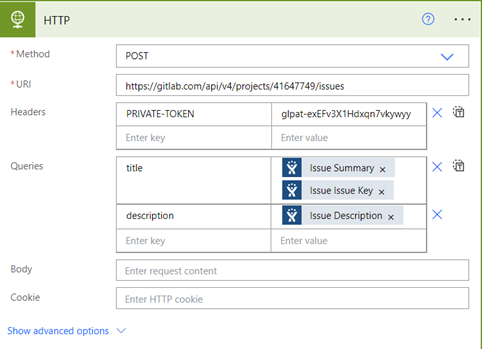 HTTP
* Method
POST
* URI
https://gitlab.com/api/v4/projects/41647749/issues
Headers
PRIVATE-TOKEN
glpat-exEFv3X1Hdxqn7vkywyy
Enter key
Enter value
Queries
title
Issue Summary ×
Issue Issue Key ×
description
Issue Description ×
Enter key
Enter value
Body
Enter request content
Cookie
Enter HTTP cookie
Show advanced options